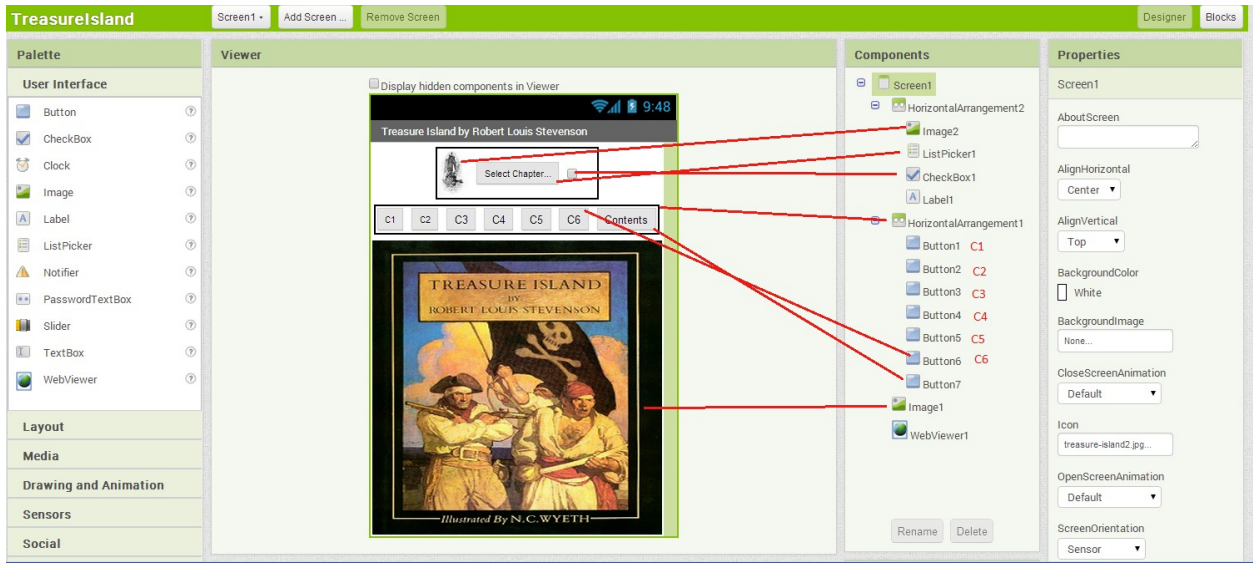 TreasureIsland
Screen1
Add Screen ...
Remove Screen
Designer
Blocks
Palette
User Interface
Button
CheckBox
Clock
Image
Label
ListPicker
Notifier
PasswordTextBox
Slider
TextBox
WebViewer
Layout
Media
Drawing and Animation
Sensors
Social
Viewer
Display hidden components in Viewer
9:48
Treasure Island by Robert Louis Stevenson
Select Chapter...
C1 C2 C3 C4 C5 C6 Contents
TREASURE ISLAND
BY
ROBERT LOUIS STEVENSON
Illustrated By N.C.WYETH
Components
Screen1
HorizontalArrangement2
Image2
ListPicker1
CheckBox1
A Label1
HorizontalArrangement1
Button1 C1
Button2 C2
Button3 C3
Button4 C4
Button5 C5
Button6 C6
Button7
Image1
WebViewer1
Rename
Delete
Properties
Screen1
AboutScreen
AlignHorizontal
Center
AlignVertical
Top
BackgroundColor
White
BackgroundImage
None...
CloseScreenAnimation
Default
Icon
treasure-island2.jpg...
OpenScreenAnimation
Default
ScreenOrientation
Sensor